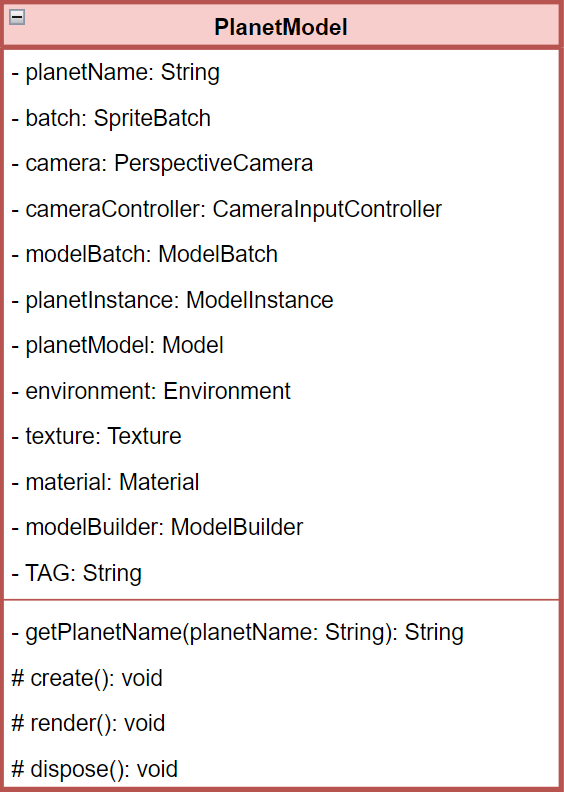 PlanetModel
- planetName: String
- batch: SpriteBatch
- camera: PerspectiveCamera
- cameraController: CameraInputController
- modelBatch: ModelBatch
- planetInstance: ModelInstance
- planetModel: Model
- environment: Environment
- texture: Texture
- material: Material
- modelBuilder: ModelBuilder
- TAG: String
- getPlanetName(planetName: String): String
# create(): void
# render(): void
# dispose(): void